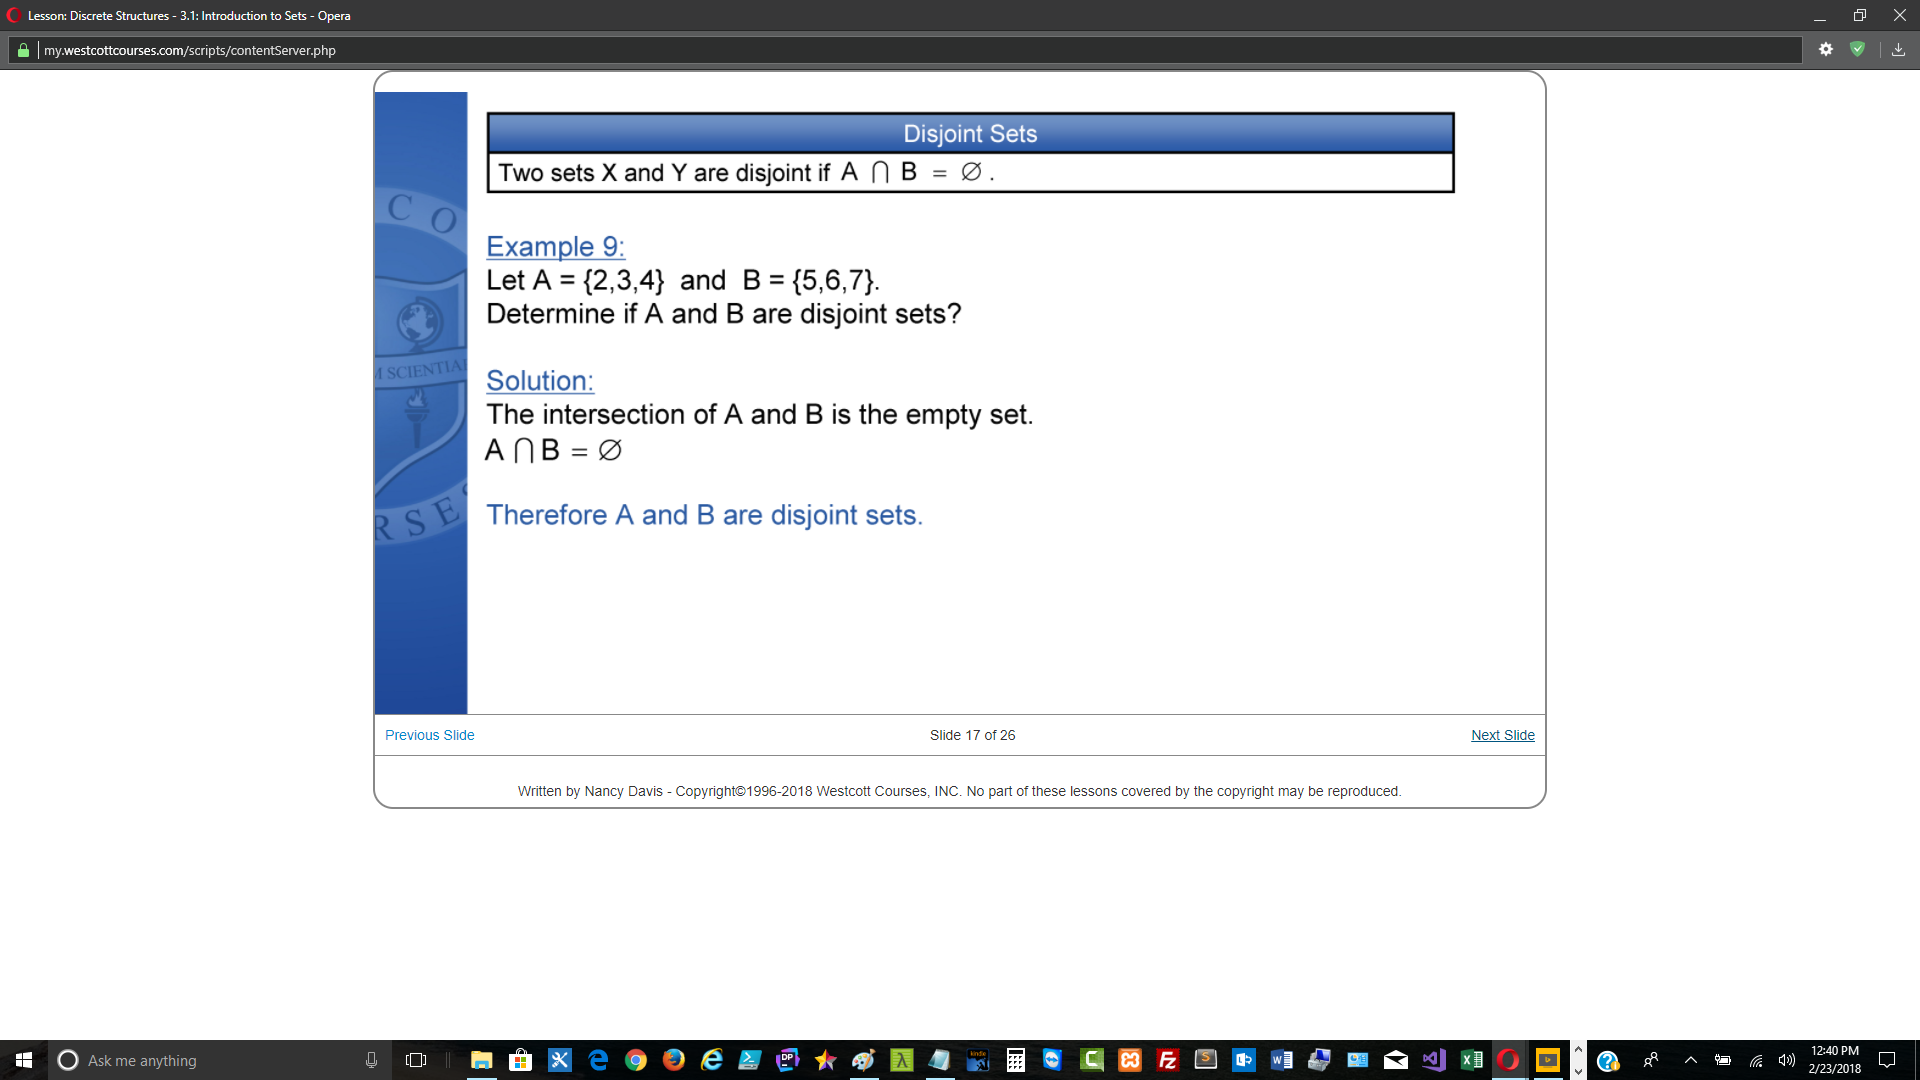 Lesson: Discrete Structures - 3.1: Introduction to Sets - Opera
my.westcottcourses.com/scripts/contentServer.php
Disjoint Sets
Two sets X and Y are disjoint if A ⋂ B = ∅ .
C O
Example 9:
Let A = {2,3,4} and B = {5,6,7}.
Determine if A and B are disjoint sets?
M SCIENTIA
Solution:
The intersection of A and B is the empty set.
A ⋂ B = ∅
R S E
Therefore A and B are disjoint sets.
Previous Slide
Slide 17 of 26
Next Slide
Written by Nancy Davis - Copyright©1996-2018 Westcott Courses, INC. No part of these lessons covered by the copyright may be reproduced.
Ask me anything
12:40 PM
2/23/2018